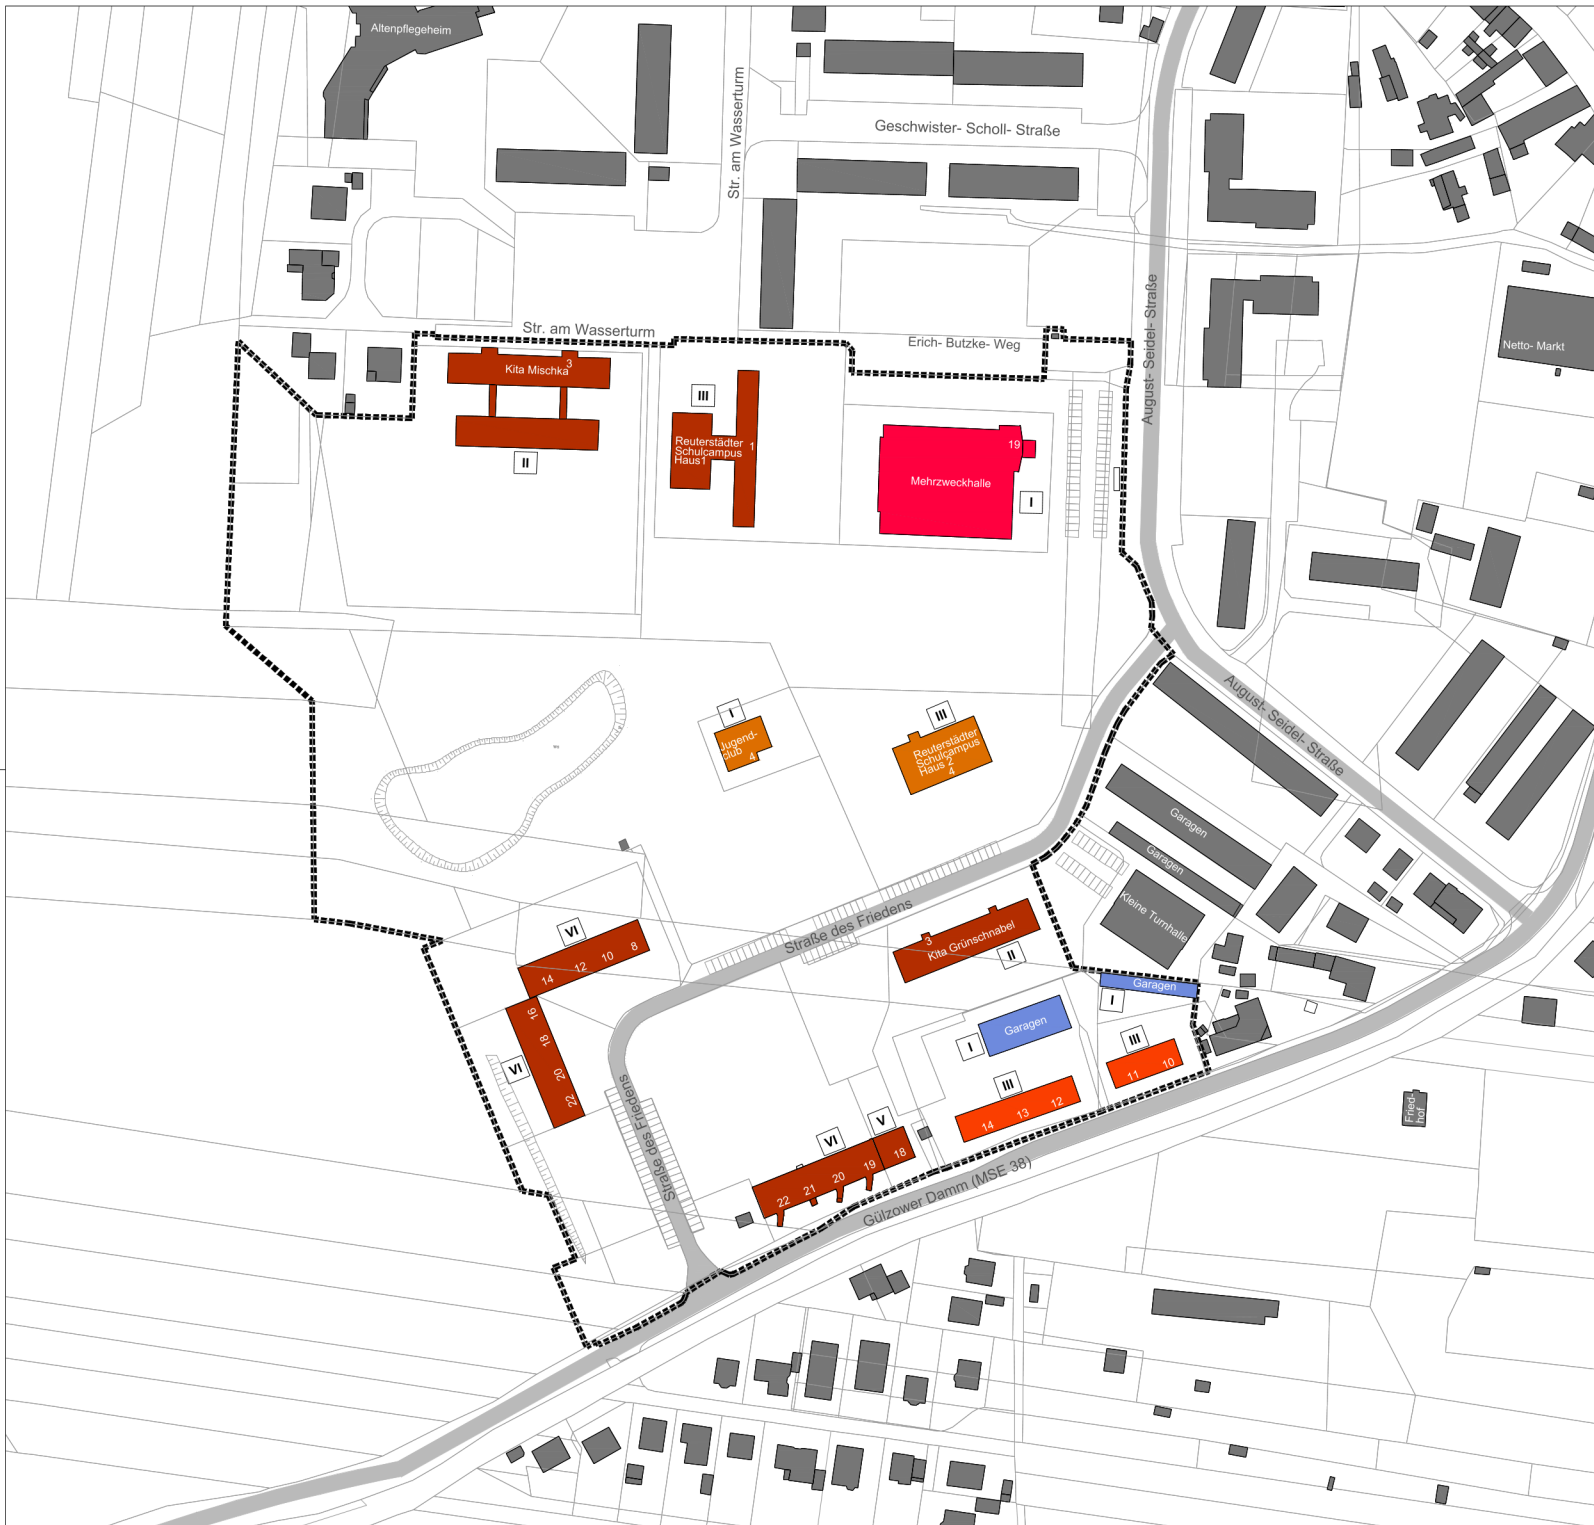 Altenpflegeheim
Str. am Wasserturm
Geschwister- Scholl- Straße
August- Seidel- Straße
Netto- Markt
Str. am Wasserturm
Erich- Butzke- Weg
3
Kita Mischka
II
III
Reuterstädter
Schulcampus
Haus1
1
19
Mehrzweckhalle
I
August- Seidel- Straße
I
Jugend-
club
4
III
Reuterstädter
Schulcampus
Haus 2
4
Garagen
Garagen
Kleine Turnhalle
Straße des Friedens
3
Kita Grünschnabel
II
VI
14
12
10
8
16
18
20
22
VI
Garagen
I
Garagen
I
III
11
10
III
14
13
12
Straße des Friedens
VI
V
22
21
20
19
18
Gülzower Damm (MSE 38)
Fried-
hof